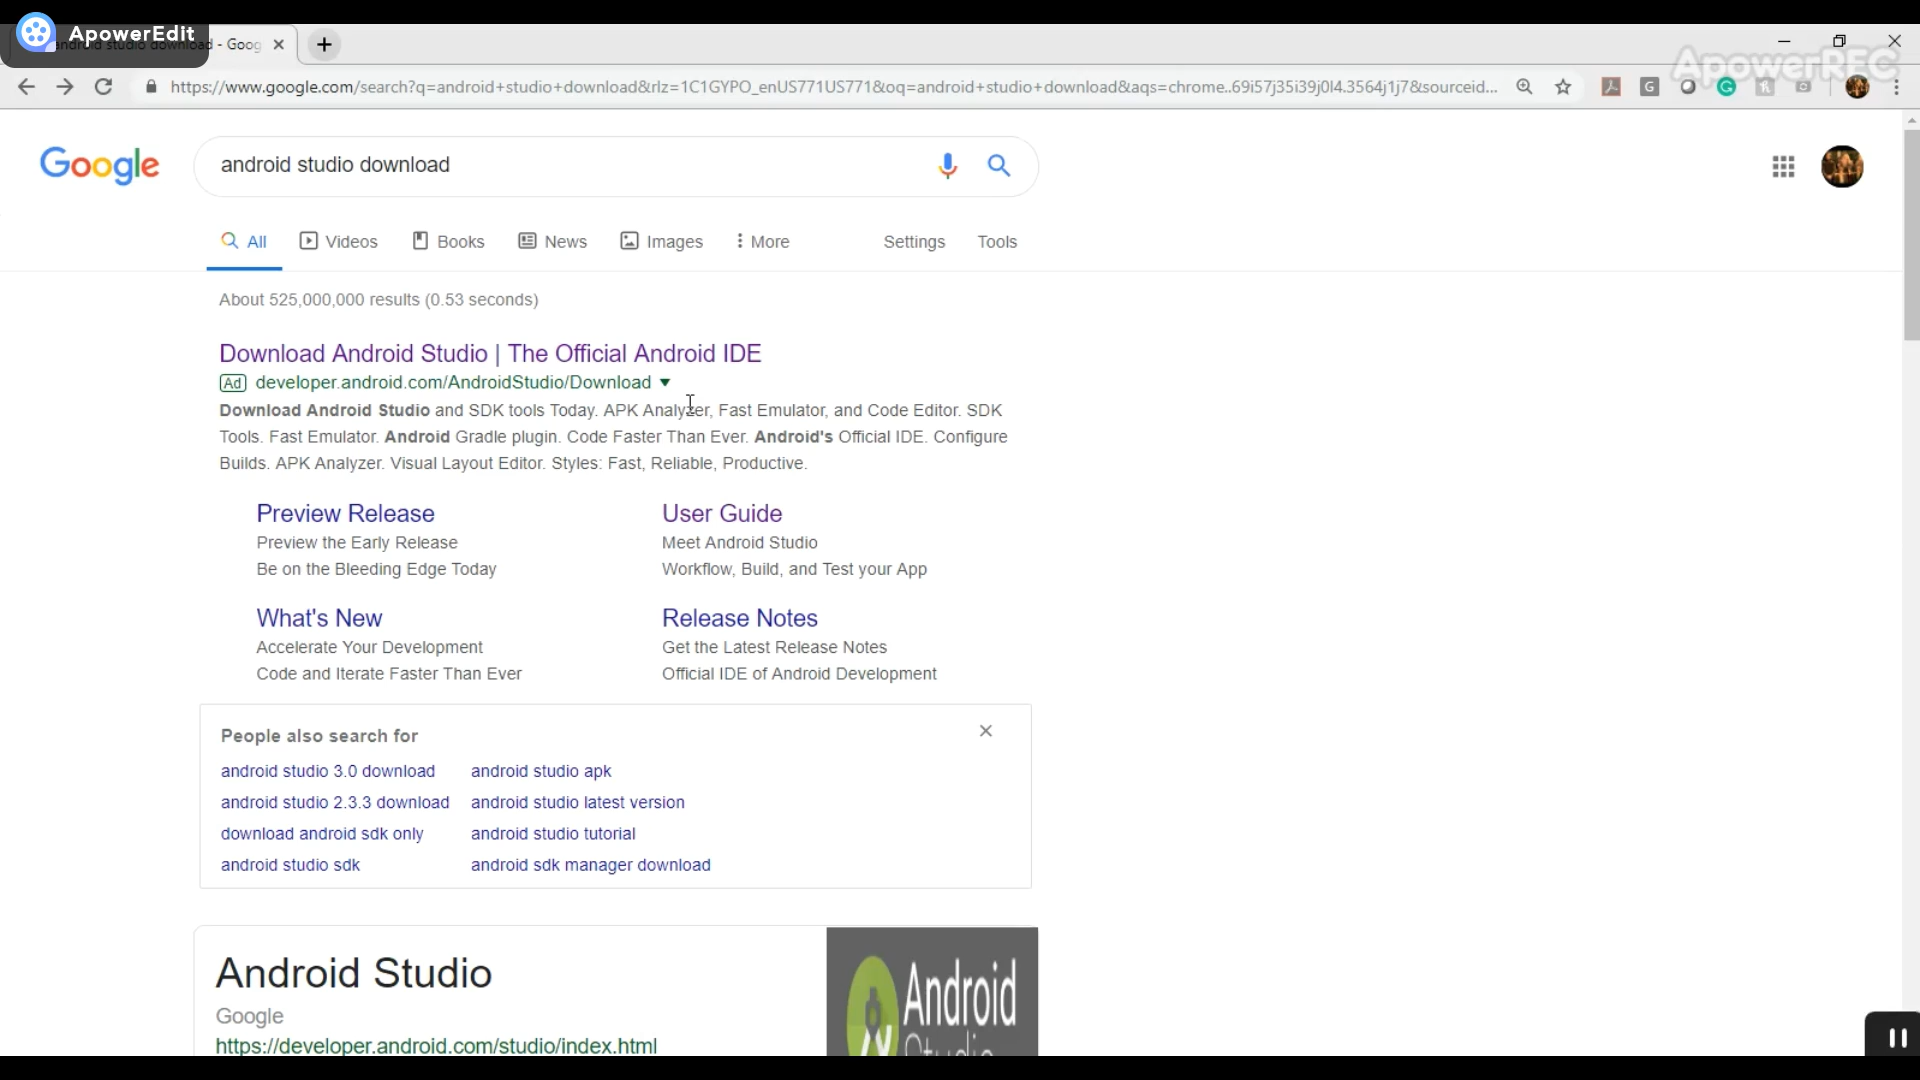 ApowerEdit
android studio download - Goog
ApowerREC
https://www.google.com/search?q=android+studio+download&rlz=1C1GYPO_enUS771US771&oq=android+studio+download&aqs=chrome..69i57j35i39j0l4.3564j1j7&sourceid...
Google
android studio download
All Videos Books News Images More Settings Tools
About 525,000,000 results (0.53 seconds)
Download Android Studio | The Official Android IDE
Ad developer.android.com/AndroidStudio/Download
Download Android Studio and SDK tools Today. APK Analyzer, Fast Emulator, and Code Editor. SDK
Tools. Fast Emulator. Android Gradle plugin. Code Faster Than Ever. Android's Official IDE. Configure
Builds. APK Analyzer. Visual Layout Editor. Styles: Fast, Reliable, Productive.
Preview Release
Preview the Early Release
Be on the Bleeding Edge Today
User Guide
Meet Android Studio
Workflow, Build, and Test your App
What's New
Accelerate Your Development
Code and Iterate Faster Than Ever
Release Notes
Get the Latest Release Notes
Official IDE of Android Development
People also search for
android studio 3.0 download
android studio apk
android studio 2.3.3 download
android studio latest version
download android sdk only
android studio tutorial
android studio sdk
android sdk manager download
Android Studio
Google
https://developer.android.com/studio/index.html
Android
Studio